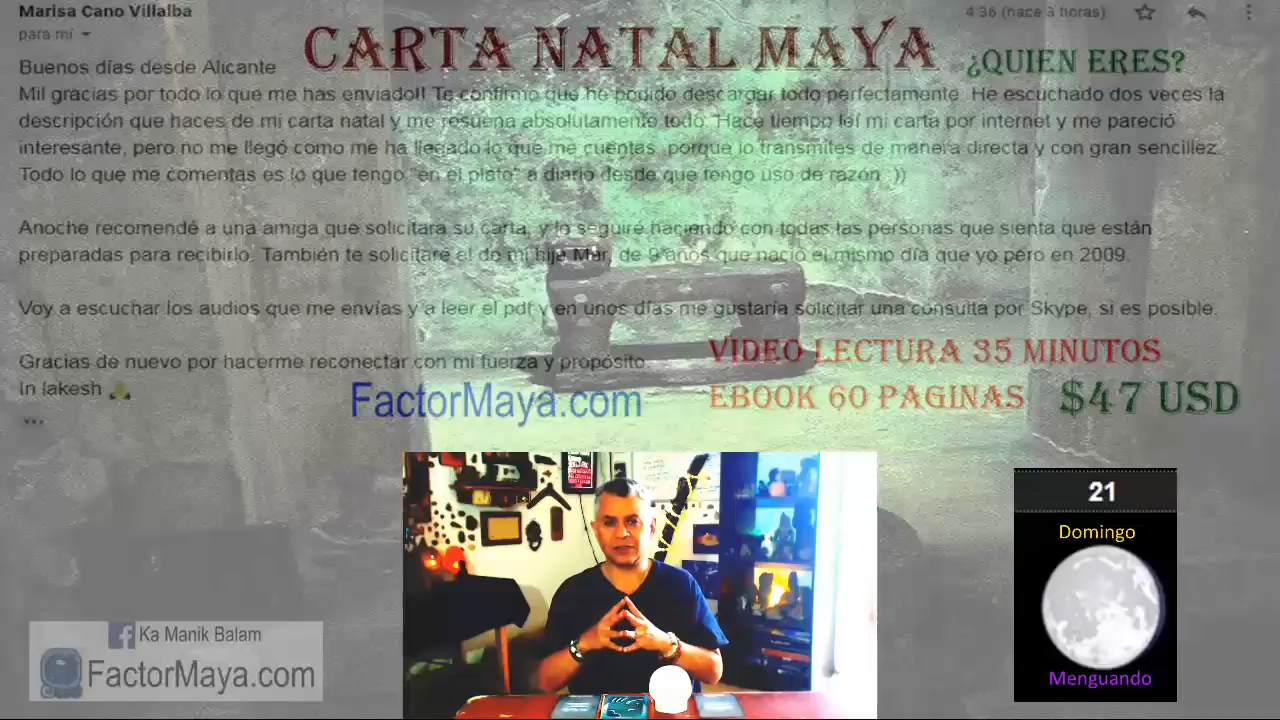 Marisa Cano Villalba
4:36 (hace 3 horas)
para mí
CARTA NATAL MAYA
¿QUIEN ERES?
Buenos días desde Alicante
Mil gracias por todo lo que me has enviado!! Te confirmo que he podido descargar todo perfectamente. He escuchado dos veces la
descripción que haces de mi carta natal y me resuena absolutamente todo. Hace tiempo leí mi carta por internet y me pareció
interesante, pero no me llegó como me ha llegado lo que me cuentas, porque lo transmites de manera directa y con gran sencillez.
Todo lo que me comentas es lo que tengo "en el plato" a diario desde que tengo uso de razón :))
Anoche recomendé a una amiga que solicitara su carta, y lo seguiré haciendo con todas las personas que sienta que están
preparadas para recibirlo. También te solicitare el de mi hija Mar, de 9 años que nació el mismo día que yo pero en 2009.
Voy a escuchar los audios que me envías y a leer el pdf y en unos días me gustaría solicitar una consulta por Skype, si es posible.
Gracias de nuevo por hacerme reconectar con mi fuerza y propósito.
In lakesh
VIDEO LECTURA 35 MINUTOS
FactorMaya.com
EBOOK 60 PAGINAS
$47 USD
21
Domingo
Menguando
Ka Manik Balam
FactorMaya.com